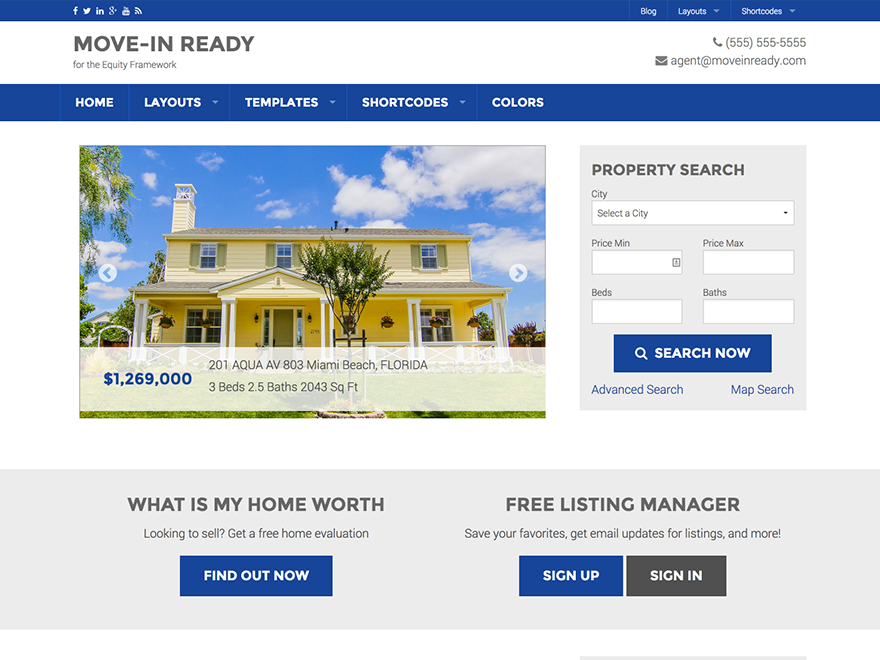 Blog Layouts Shortcodes
MOVE-IN READY
for the Equity Framework
(555) 555-5555
agent@moveinready.com
HOME LAYOUTS TEMPLATES SHORTCODES COLORS
$1,269,000
201 AQUA AV 803 Miami Beach, FLORIDA
3 Beds 2.5 Baths 2043 Sq Ft
PROPERTY SEARCH
City
Select a City
Price Min Price Max
Beds Baths
SEARCH NOW
Advanced Search Map Search
WHAT IS MY HOME WORTH
Looking to sell? Get a free home evaluation
FIND OUT NOW
FREE LISTING MANAGER
Save your favorites, get email updates for listings, and more!
SIGN UP SIGN IN